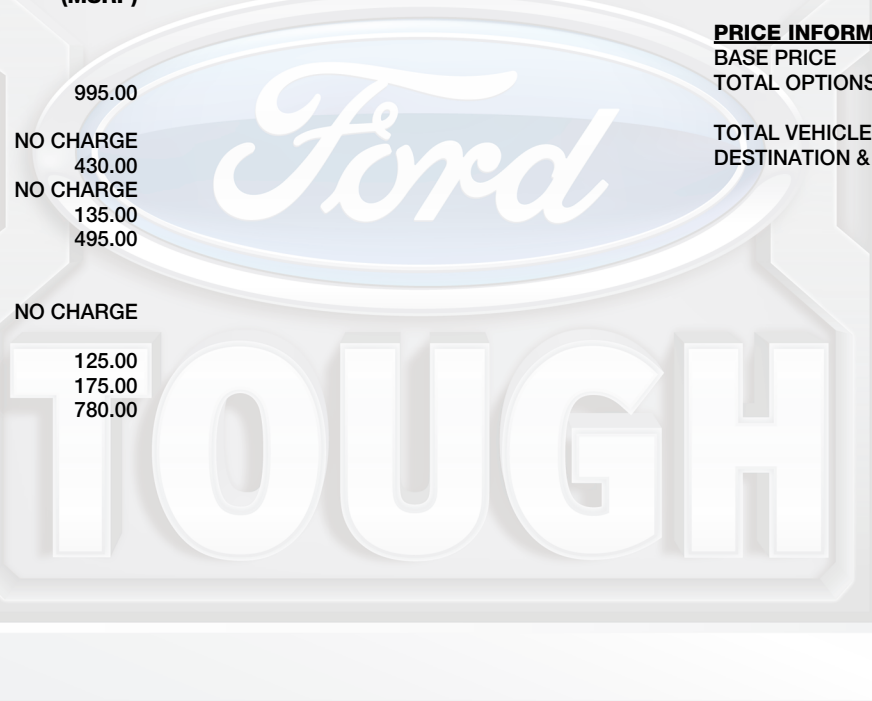 (MSRP)
995.00
NO CHARGE
430.00
NO CHARGE
135.00
495.00
NO CHARGE
125.00
175.00
780.00
PRICE INFORM
BASE PRICE
TOTAL OPTIONS
TOTAL VEHICLE
DESTINATION &
Ford
TOUGH